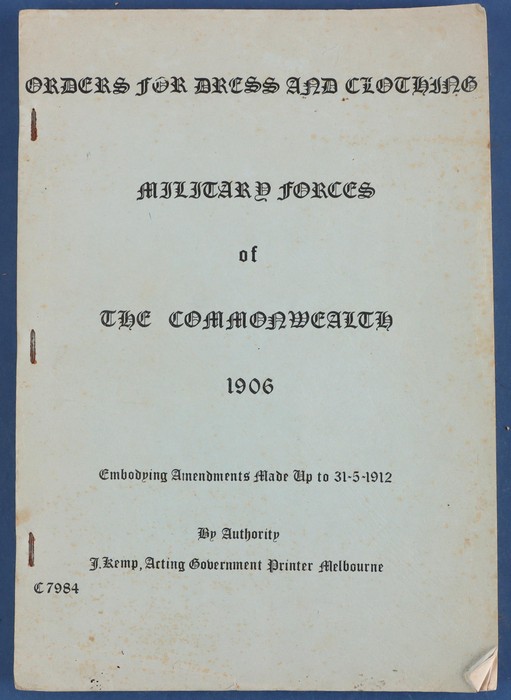 ORDERS FOR DRESS AND CLOTHING
MILITARY FORCES
of
THE COMMONWEALTH
1906
Embodying Amendments Made Up to 31-5-1912
By Authority
J.Kemp, Acting Government Printer Melbourne
C7984